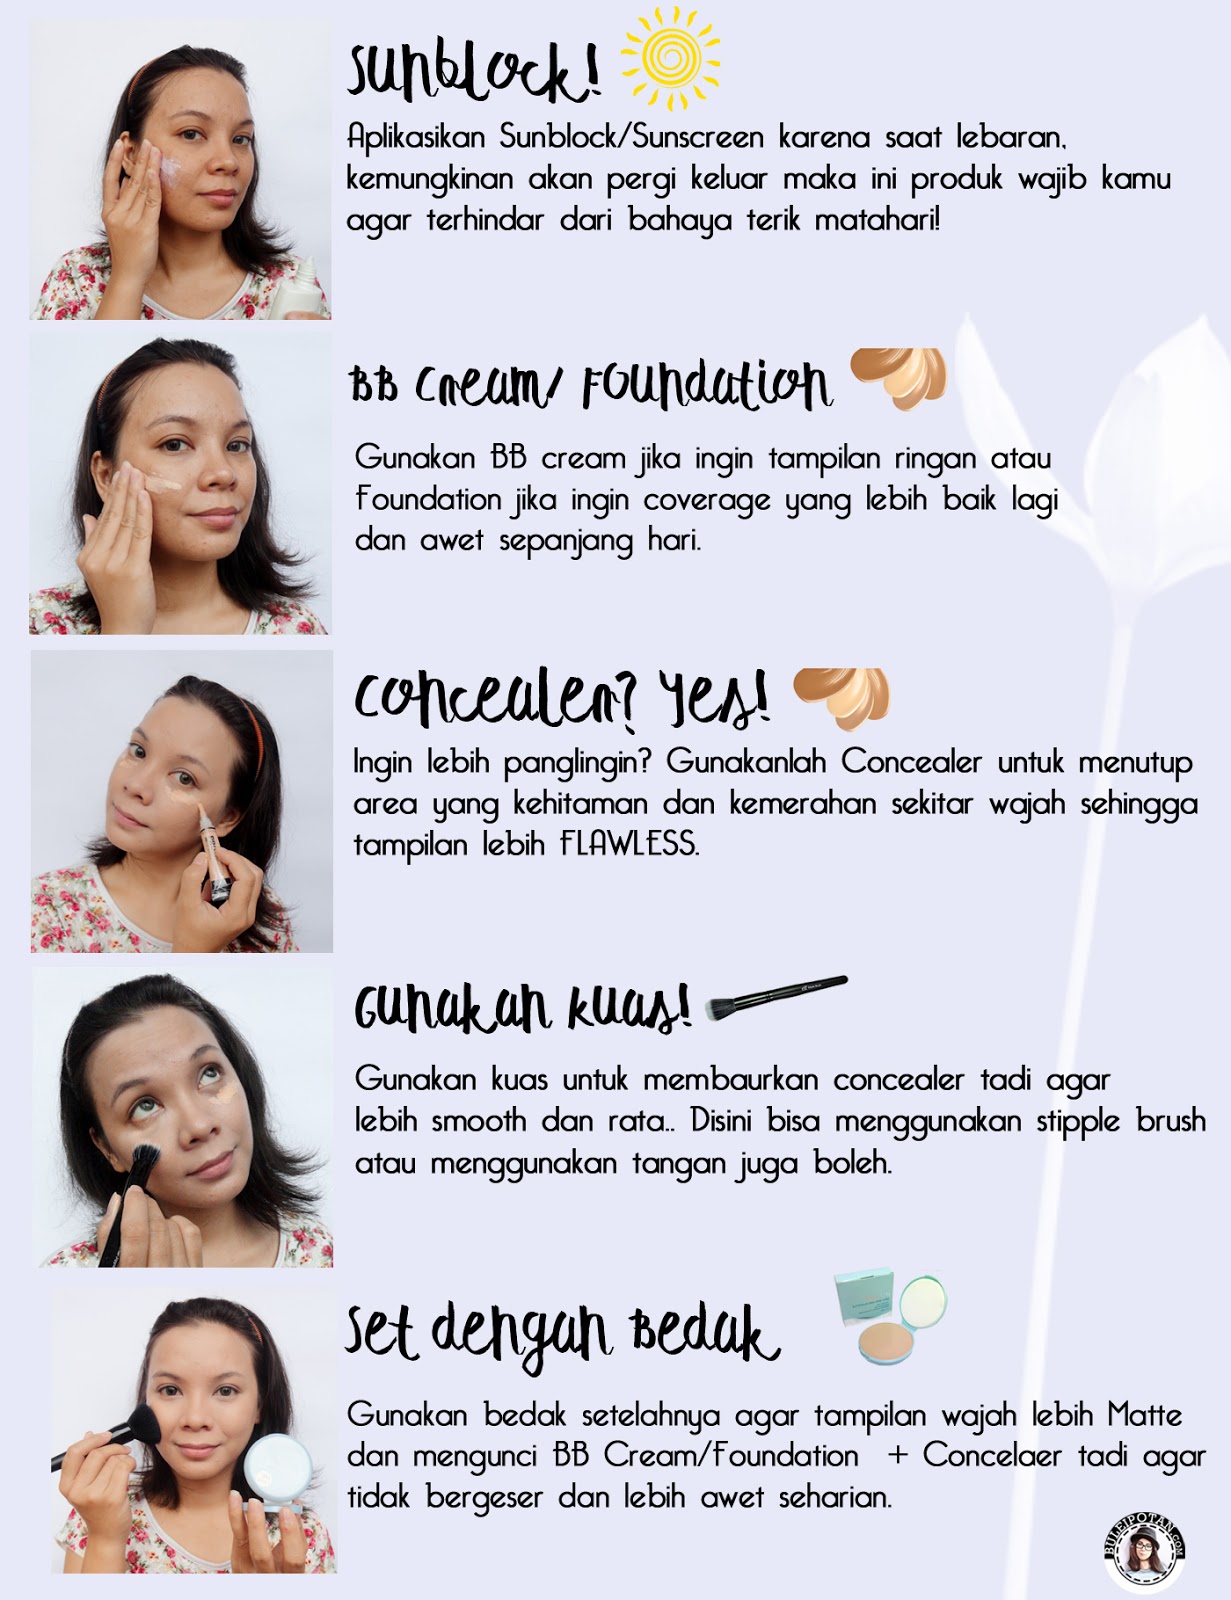 Sunblock!
Aplikasikan Sunblock/Sunscreen karena saat lebaran,
kemungkinan akan pergi keluar maka ini produk wajib kamu
agar terhindar dari bahaya terik matahari!
BB Cream/ Foundation
Gunakan BB cream jika ingin tampilan ringan atau
Foundation jika ingin coverage yang lebih baik lagi
dan awet sepanjang hari.
Concealer? Yes!
Ingin lebih panglingin? Gunakanlah Concealer untuk menutup
area yang kehitaman dan kemerahan sekitar wajah sehingga
tampilan lebih FLAWLESS.
Gunakan Kuas!
Gunakan kuas untuk membaurkan concealer tadi agar
lebih smooth dan rata.. Disini bisa menggunakan stipple brush
atau menggunakan tangan juga boleh.
Set dengan Bedak
Gunakan bedak setelahnya agar tampilan wajah lebih Matte
dan mengunci BB Cream/Foundation + Concelaer tadi agar
tidak bergeser dan lebih awet seharian.
BULEIPOTAN.COM